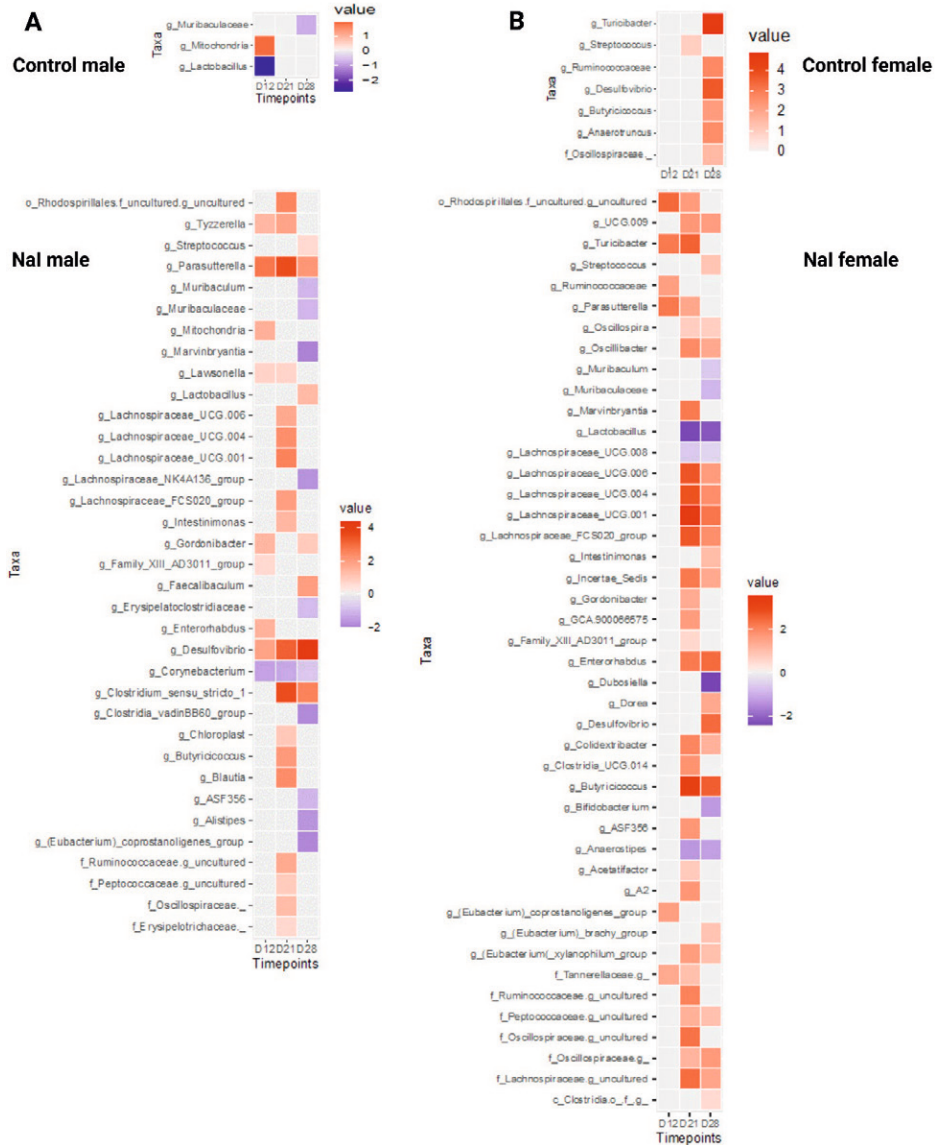 A
g_Muribaculaceae
g_Mitochondria
g_Lactobacillus
Taxa
D12 D21 D28
Timepoints
value
1
0
−1
−2
Control male
B
g_Turicibacter
g_Streptococcus
g_Ruminococcaceae
g_Desulfovibrio
g_Butyricicoccus
g_Anaerotruncus
f_Oscillospiraceae._
Taxa
D12 D21 D28
value
4
3
2
1
0
Control female
NaI male
o_Rhodospirillales.f_uncultured.g_uncultured
g_Tyzzerella
g_Streptococcus
g_Parasutterella
g_Muribaculum
g_Muribaculaceae
g_Mitochondria
g_Marvinbryantia
g_Lawsonella
g_Lactobacillus
g_Lachnospiraceae_UCG.006
g_Lachnospiraceae_UCG.004
g_Lachnospiraceae_UCG.001
g_Lachnospiraceae_NK4A136_group
g_Lachnospiraceae_FCS020_group
g_Intestinimonas
g_Gordonibacter
g_Family_XIII_AD3011_group
g_Faecalibaculum
g_Erysipelatoclostridiaceae
g_Enterorhabdus
g_Desulfovibrio
g_Corynebacterium
g_Clostridium_sensu_stricto_1
g_Clostridia_vadinBB60_group
g_Chloroplast
g_Butyricicoccus
g_Blautia
g_ASF356
g_Alistipes
g_(Eubacterium)_coprostanoligenes_group
f_Ruminococcaceae.g_uncultured
f_Peptococcaceae.g_uncultured
f_Oscillospiraceae._
f_Erysipelotrichaceae._
Taxa
D12 D21 D28
Timepoints
value
4
2
0
−2
NaI female
o_Rhodospirillales.f_uncultured.g_uncultured
g_UCG.009
g_Turicibacter
g_Streptococcus
g_Ruminococcaceae
g_Parasutterella
g_Oscillospira
g_Oscillibacter
g_Muribaculum
g_Muribaculaceae
g_Marvinbryantia
g_Lactobacillus
g_Lachnospiraceae_UCG.008
g_Lachnospiraceae_UCG.006
g_Lachnospiraceae_UCG.004
g_Lachnospiraceae_UCG.001
g_Lachnospiraceae_FCS020_group
g_Intestinimonas
g_Incertae_Sedis
g_Gordonibacter
g_GCA.900066575
g_Family_XIII_AD3011_group
g_Enterorhabdus
g_Dubosiella
g_Dorea
g_Desulfovibrio
g_Colidextribacter
g_Clostridia_UCG.014
g_Butyricicoccus
g_Bifidobacterium
g_ASF356
g_Anaerostipes
g_Acetatifactor
g_A2
g_(Eubacterium)_coprostanoligenes_group
g_(Eubacterium)_brachy_group
g_(Eubacterium(_xylanophilum_group
f_Tannerellaceae.g_
f_Ruminococcaceae.g_uncultured
f_Peptococcaceae.g_uncultured
f_Oscillospiraceae.g_uncultured
f_Oscillospiraceae.g_
f_Lachnospiraceae.g_uncultured
c_Clostridia.o_.f_.g_
Taxa
D12 D21 D28
Timepoints
value
2
0
−2